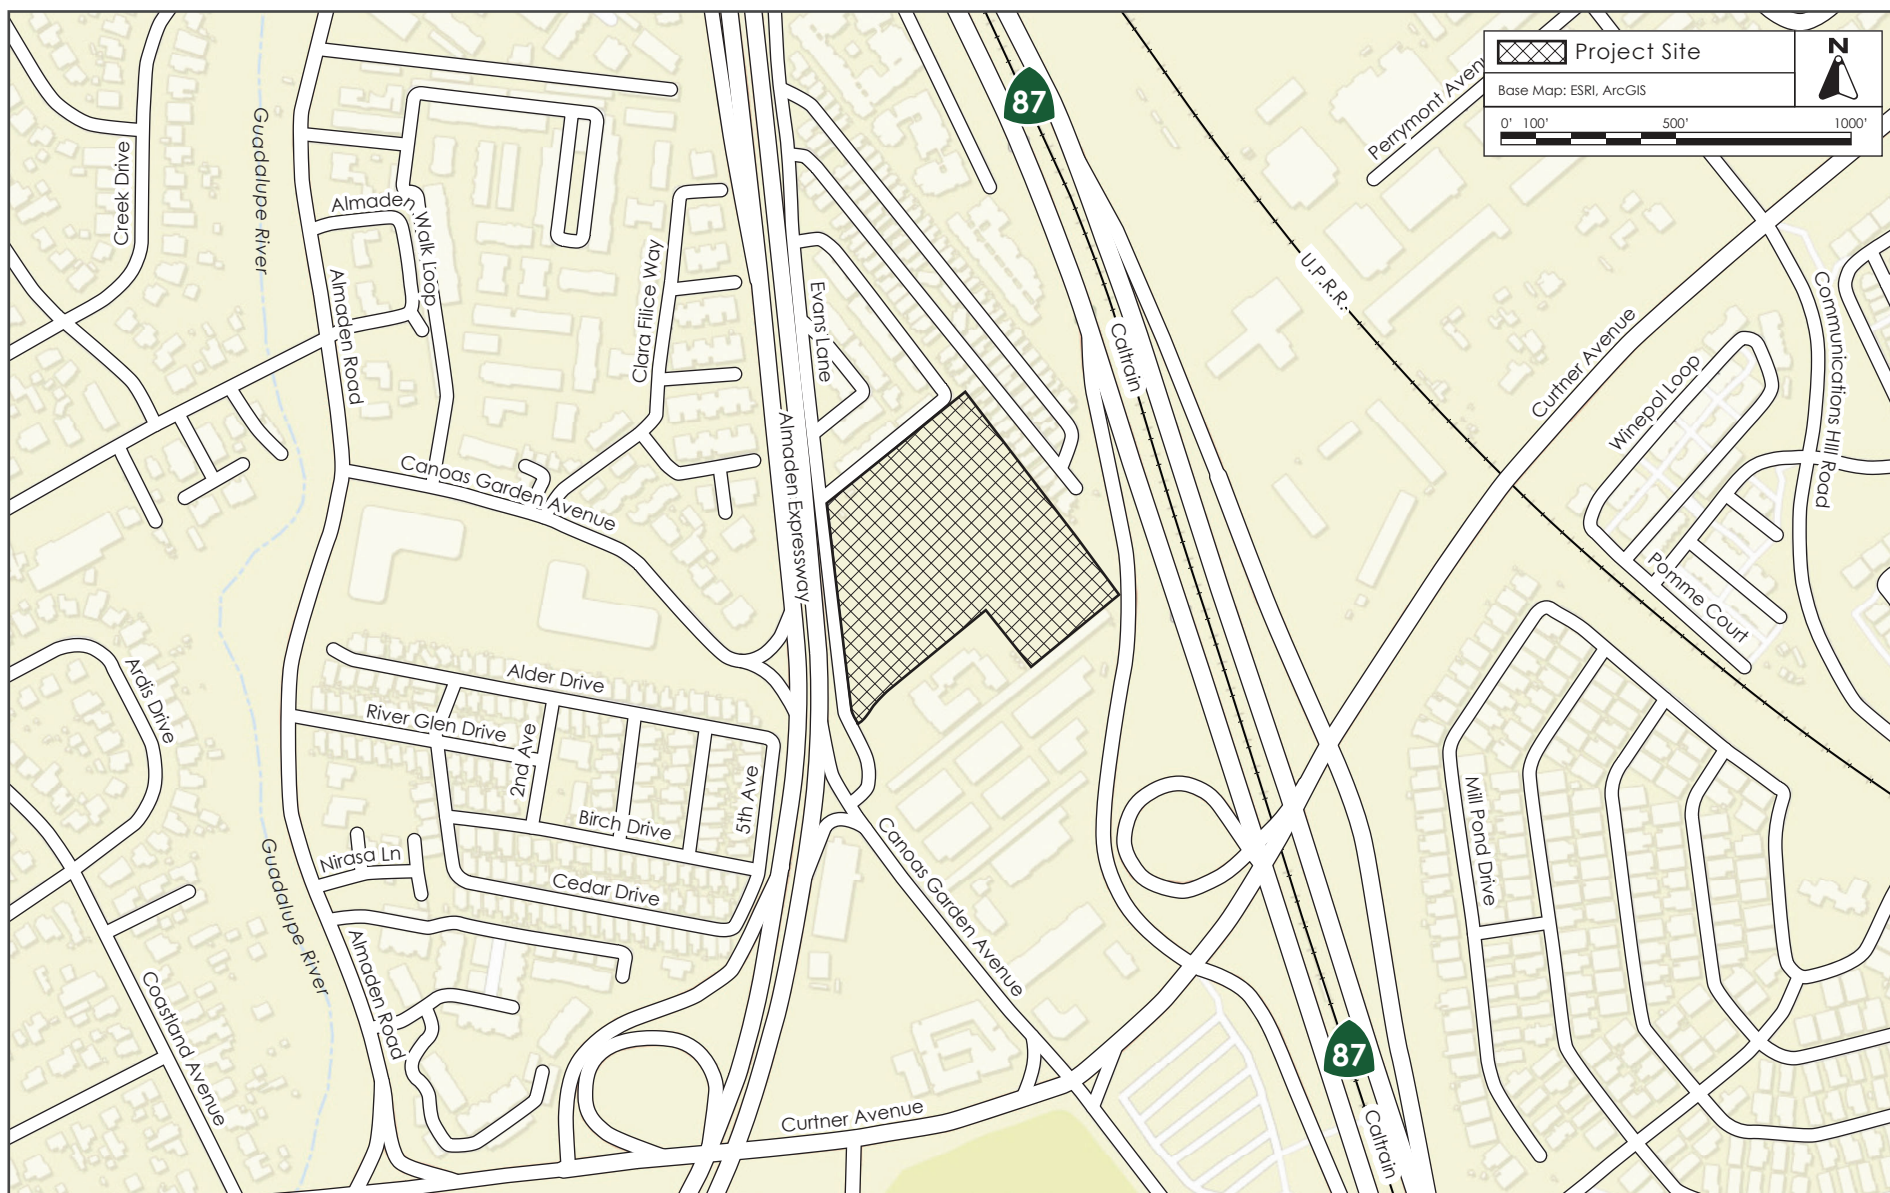 Project Site
N
Base Map: ESRI, ArcGIS
0' 100' 500' 1000'
87
Perrymont Avenu
Creek Drive
Guadalupe River
Almaden Walk Loop
Almaden Road
Clara Filice Way
Evans Lane
Caltrain
U.P.R.R.
Curtner Avenue
Communications Hill Road
Winepol Loop
Almaden Expressway
Canoas Garden Avenue
Pomme Court
Ardis Drive
Alder Drive
River Glen Drive
2nd Ave
5th Ave
Birch Drive
Mill Pond Drive
Nirasa Ln
Cedar Drive
Canoas Garden Avenue
Guadalupe River
Almaden Road
Coastland Avenue
87
Curtner Avenue
Caltrain